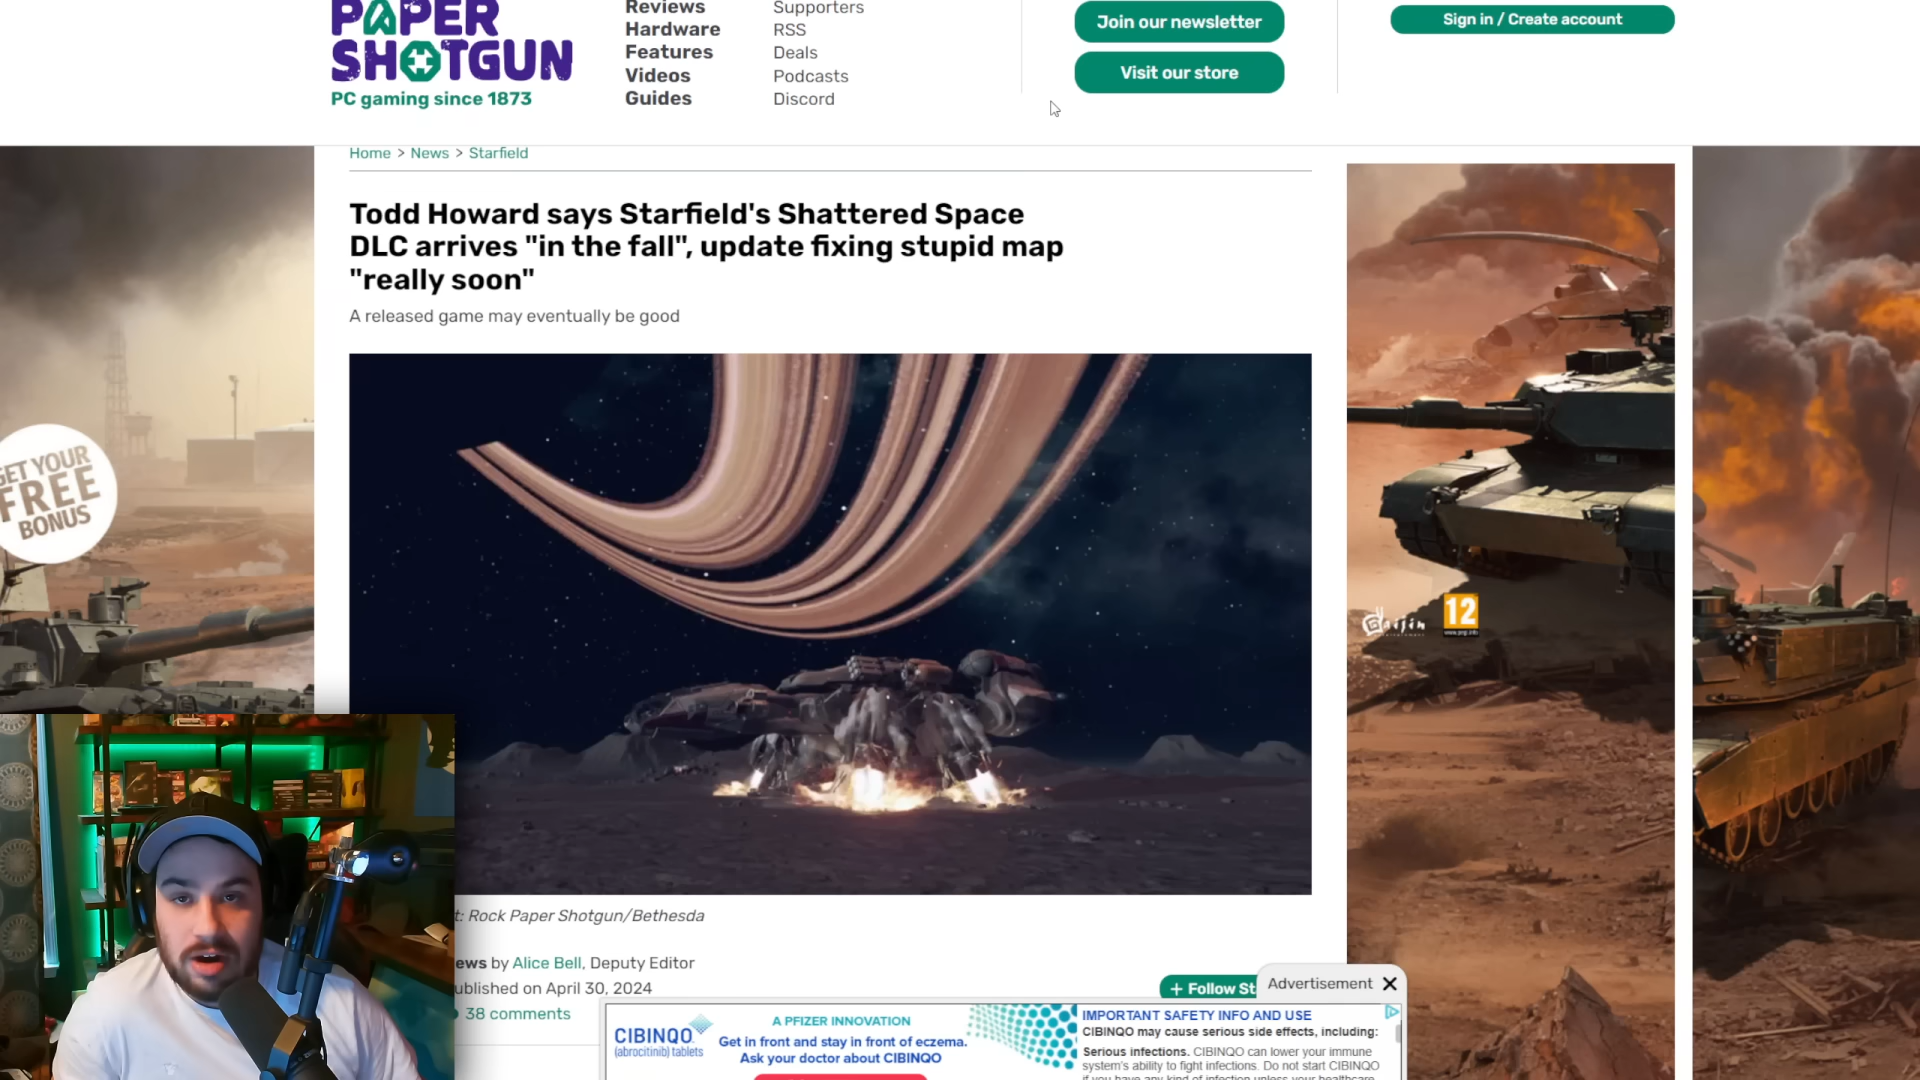 PAPER
SHOTGUN
PC gaming since 1873
Reviews
Hardware
Features
Videos
Guides
Supporters
RSS
Deals
Podcasts
Discord
Join our newsletter
Visit our store
Sign in / Create account
Home > News > Starfield
Todd Howard says Starfield's Shattered Space
DLC arrives "in the fall", update fixing stupid map
"really soon"
A released game may eventually be good
GET YOUR
FREE
BONUS
Gaijin
entertainment
12
www.pegi.info
t: Rock Paper Shotgun/Bethesda
ews by Alice Bell, Deputy Editor
ublished on April 30, 2024
38 comments
+ Follow St
Advertisement
CIBINQO
(abrocitinib) tablets
A PFIZER INNOVATION
Get in front and stay in front of eczema.
Ask your doctor about CIBINQO
IMPORTANT SAFETY INFO AND USE
CIBINQO may cause serious side effects, including:
Serious infections. CIBINQO can lower your immune
system's ability to fight infections. Do not start CIBINQO
if you have any kind of infection unless your healthcare